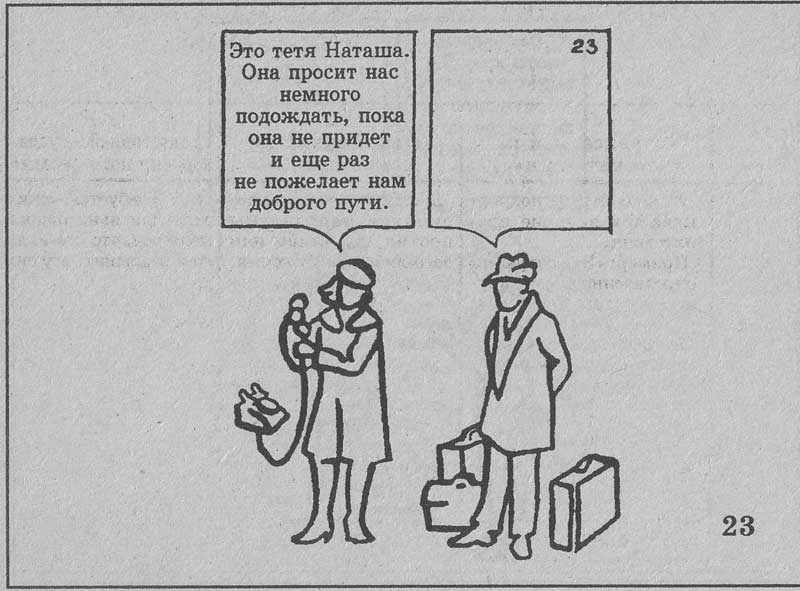 Это тетя Наташа.
Она просит нас
немного
подождать, пока
она не придет
и еще раз
не пожелает нам
доброго пути.
23
23